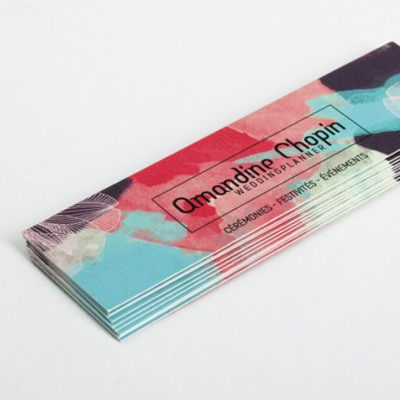 amandine Chopin
WEDDINGPLANNER
CÉRÉMONIES - FESTIVITÉS - ÉVÉNEMENTS